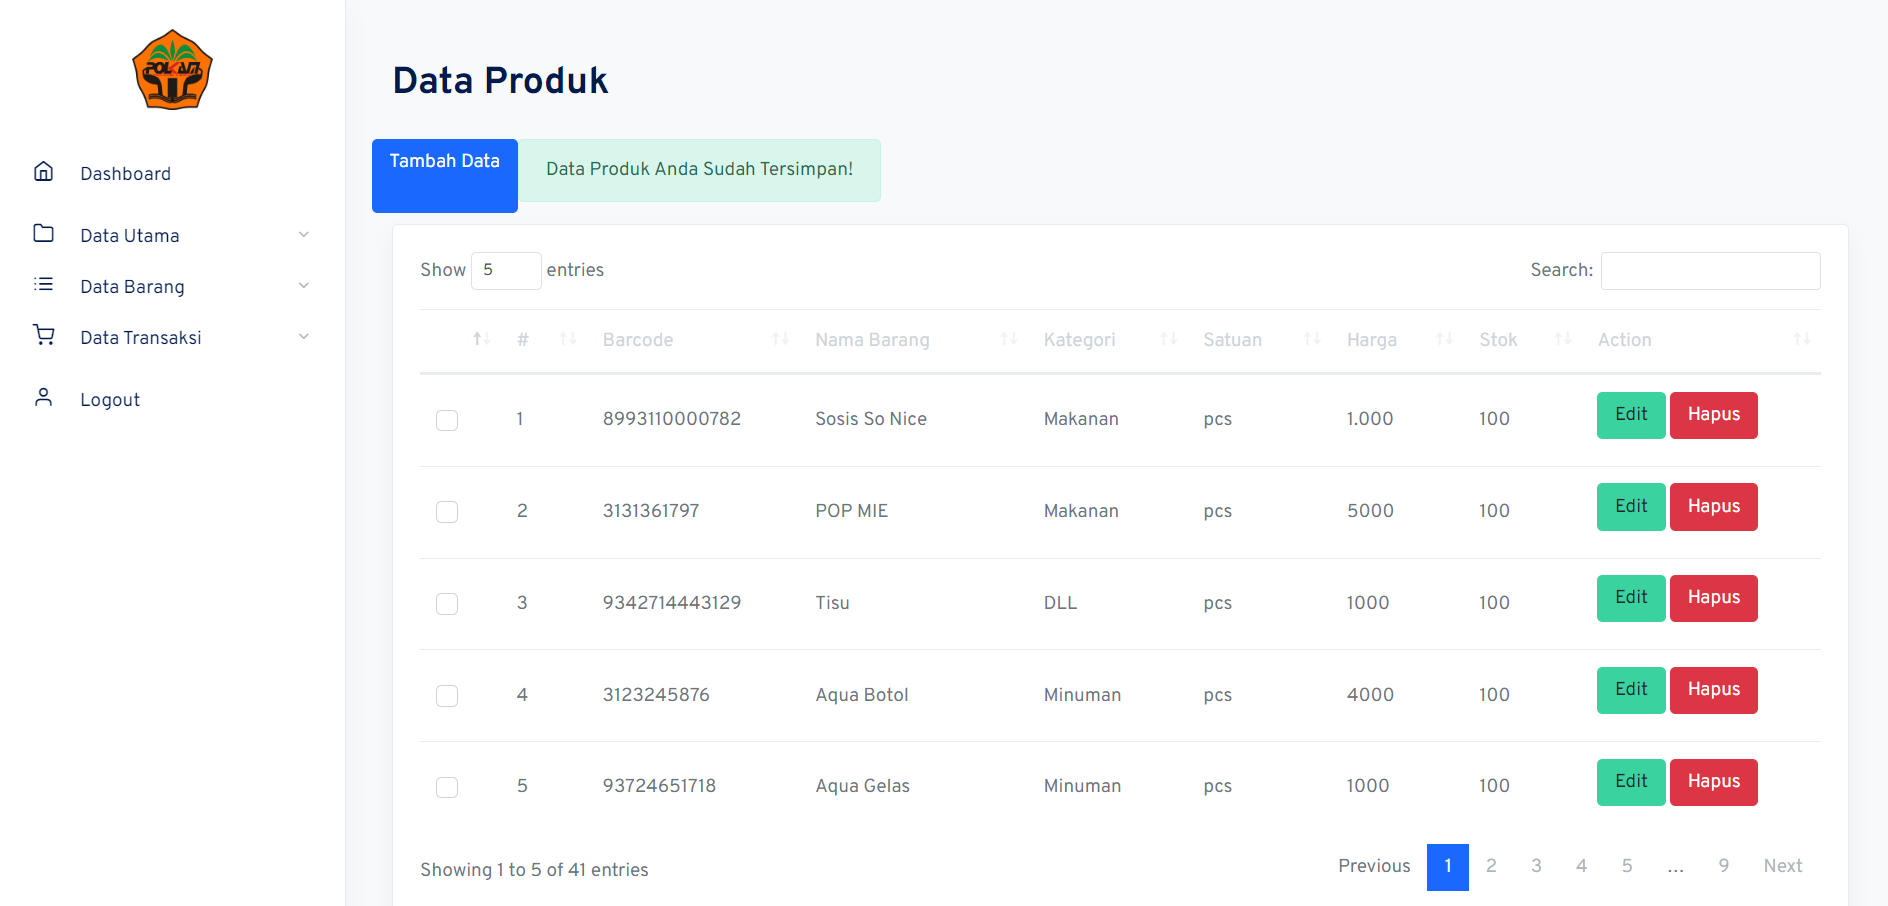 POLKAM
Data Produk
Dashboard
Tambah Data
Data Produk Anda Sudah Tersimpan!
Data Utama
Data Barang
Data Transaksi
Logout
Show 5 entries
Search:
# Barcode Nama Barang Kategori Satuan Harga Stok Action
1 8993110000782 Sosis So Nice Makanan pcs 1.000 100 Edit Hapus
2 3131361797 POP MIE Makanan pcs 5000 100 Edit Hapus
3 9342714443129 Tisu DLL pcs 1000 100 Edit Hapus
4 3123245876 Aqua Botol Minuman pcs 4000 100 Edit Hapus
5 93724651718 Aqua Gelas Minuman pcs 1000 100 Edit Hapus
Showing 1 to 5 of 41 entries
Previous 1 2 3 4 5 ... 9 Next